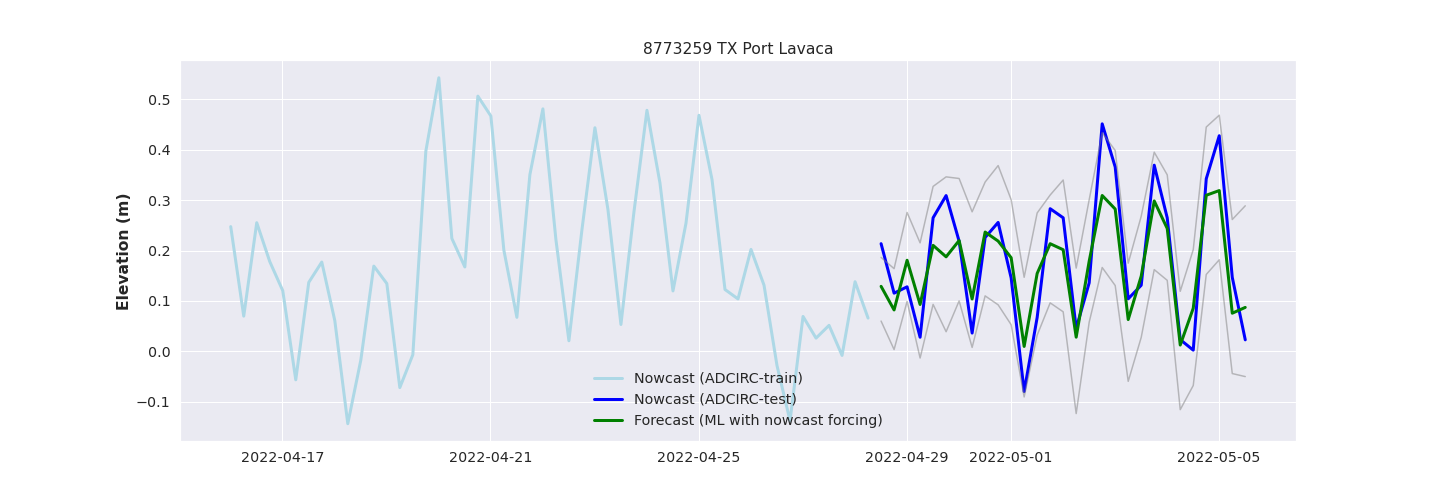 8773259 TX Port Lavaca
Elevation (m)
0.5
0.4
0.3
0.2
0.1
0.0
−0.1
Nowcast (ADCIRC-train)
Nowcast (ADCIRC-test)
Forecast (ML with nowcast forcing)
2022-04-17
2022-04-21
2022-04-25
2022-04-29
2022-05-01
2022-05-05